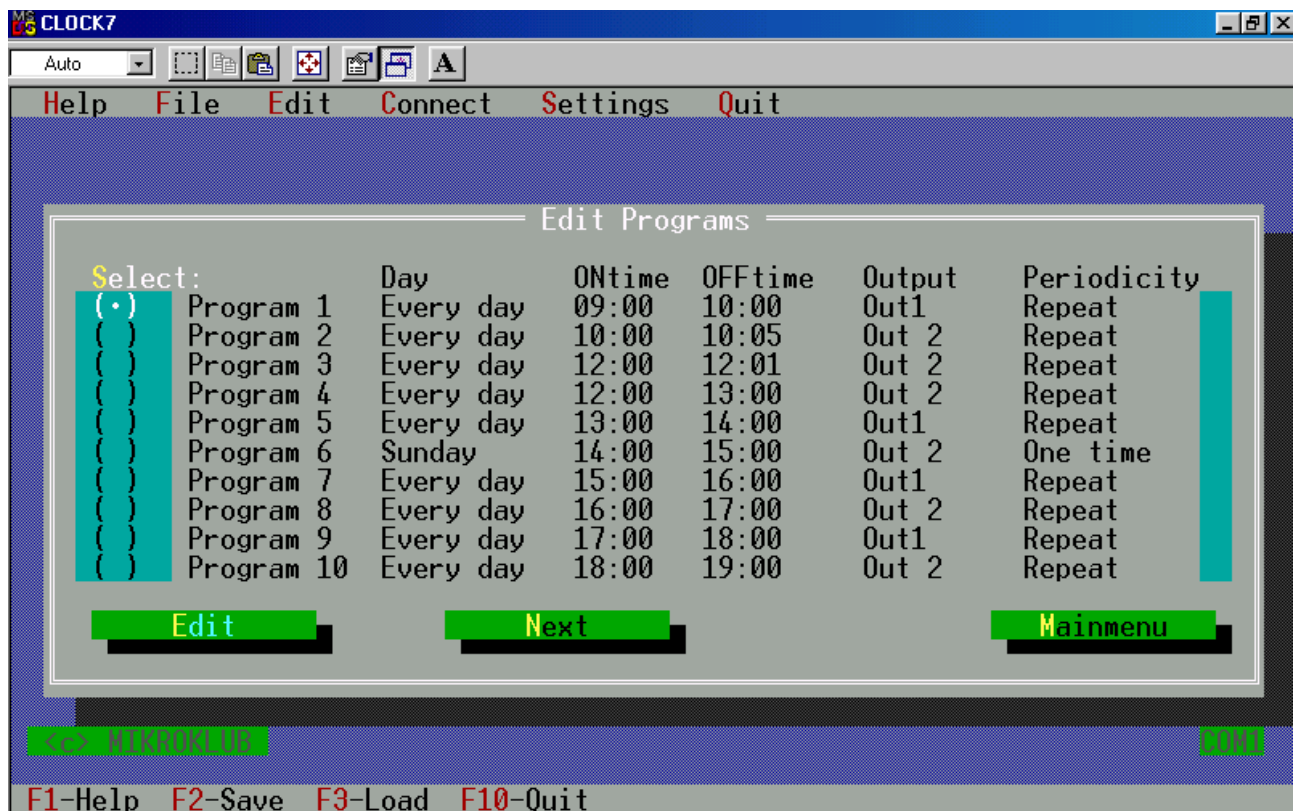 CLOCK7
Auto A
Help File Edit Connect Settings Quit
Edit Programs
Select: Day ONtime OFFtime Output Periodicity
(·) Program 1 Every day 09:00 10:00 Out1 Repeat
( ) Program 2 Every day 10:00 10:05 Out 2 Repeat
( ) Program 3 Every day 12:00 12:01 Out 2 Repeat
( ) Program 4 Every day 12:00 13:00 Out 2 Repeat
( ) Program 5 Every day 13:00 14:00 Out1 Repeat
( ) Program 6 Sunday 14:00 15:00 Out 2 One time
( ) Program 7 Every day 15:00 16:00 Out1 Repeat
( ) Program 8 Every day 16:00 17:00 Out 2 Repeat
( ) Program 9 Every day 17:00 18:00 Out1 Repeat
( ) Program 10 Every day 18:00 19:00 Out 2 Repeat
Edit Next Mainmenu
<c> MIKROKLUB COM1
F1-Help F2-Save F3-Load F10-Quit